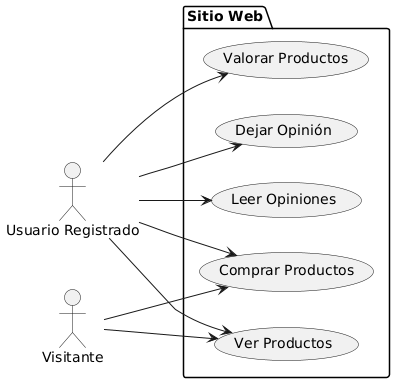 Sitio Web
Valorar Productos
Dejar Opinión
Leer Opiniones
Usuario Registrado
Comprar Productos
Ver Productos
Visitante